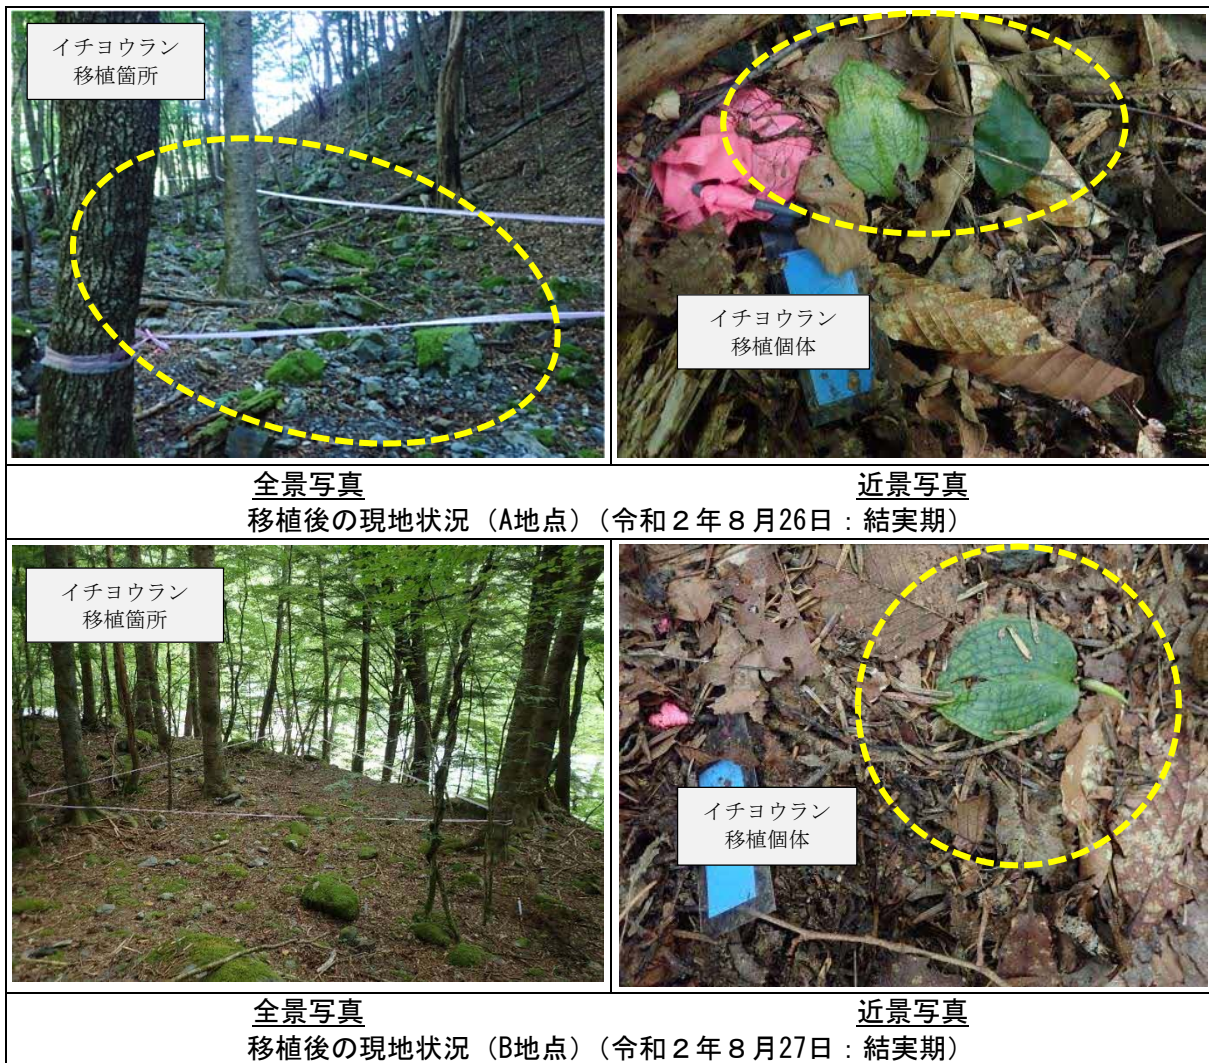 イチョウラン
移植箇所
イチョウラン
移植個体
全景写真
近景写真
移植後の現地状況（A地点）（令和２年８月26日：結実期）
イチョウラン
移植箇所
イチョウラン
移植個体
全景写真
近景写真
移植後の現地状況（B地点）（令和２年８月27日：結実期）